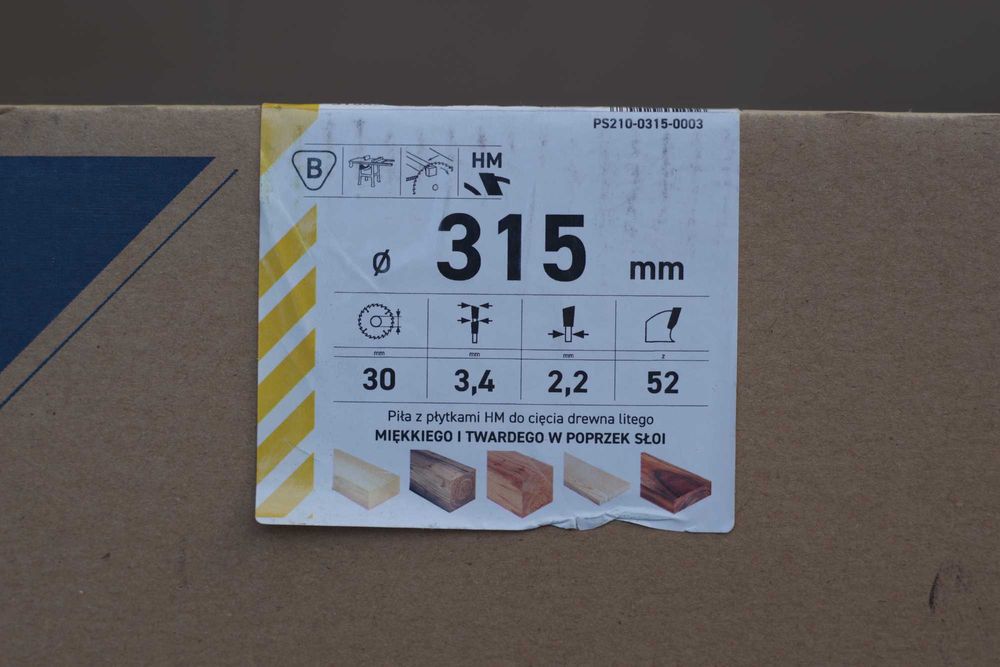 PS210-0315-0003
B
HM
ø 315 mm
mm mm mm z
30 3,4 2,2 52
Piła z płytkami HM do cięcia drewna litego
MIĘKKIEGO I TWARDEGO W POPRZEK SŁOI